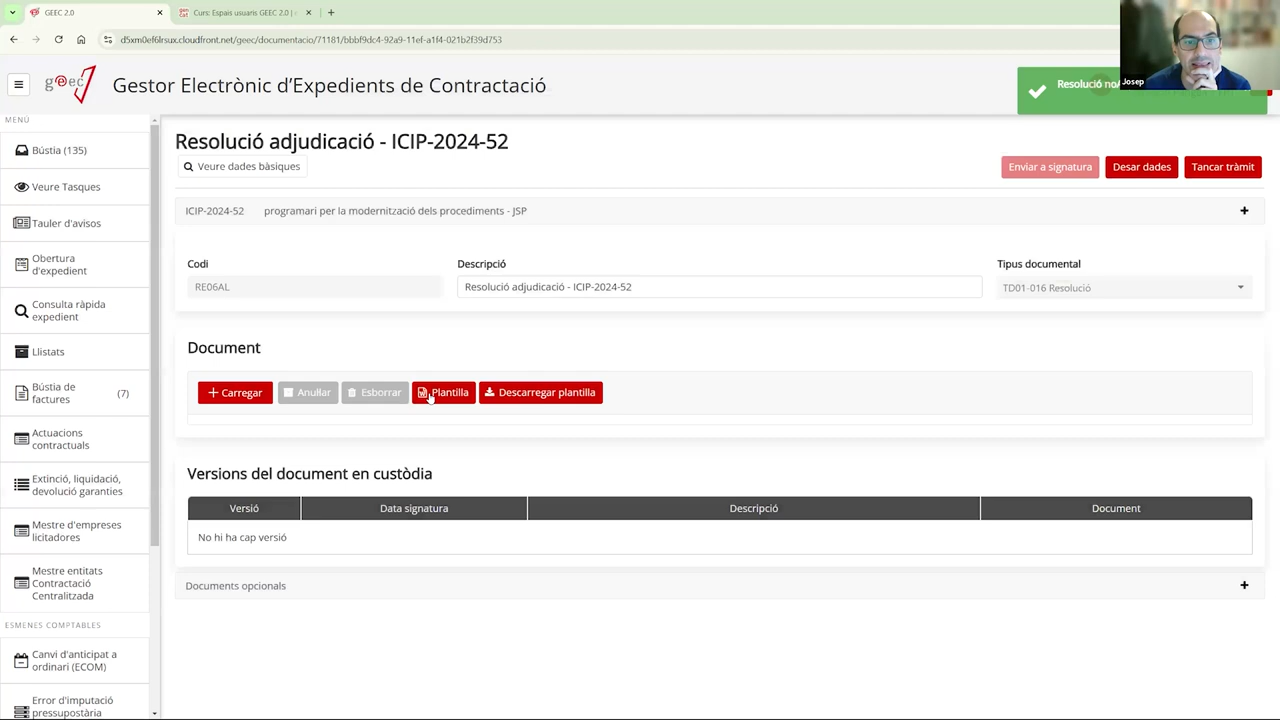 GEEC 2.0
Curs: Espais usuaris GEEC 2.0 | e
d5xm0ef6lrsux.cloudfront.net/geec/documentacio/71181/bbbf9dc4-92a9-11ef-a1f4-021b2f39d753
Josep
geec
Gestor Electrònic d'Expedients de Contractació
Resolució
MENÚ
Bústia (135)
Veure Tasques
Tauler d'avisos
Obertura
d'expedient
Consulta ràpida
expedient
Llistats
Bústia de
factures
(7)
Actuacions
contractuals
Extinció, liquidació,
devolució garanties
Mestre d'empreses
licitadores
Mestre entitats
Contractació
Centralitzada
ESMENES COMPTABLES
Canvi d'anticipat a
ordinari (ECOM)
Error d'imputació
pressupostària
Resolució adjudicació - ICIP-2024-52
Veure dades bàsiques
Enviar a signatura
Desar dades
Tancar tràmit
ICIP-2024-52 programari per la modernització dels procediments - JSP
Codi
Descripció
Tipus documental
RE06AL
Resolució adjudicació - ICIP-2024-52
TD01-016 Resolució
Document
Carregar
Anul·lar
Esborrar
Plantilla
Descarregar plantilla
Versions del document en custòdia
Versió
Data signatura
Descripció
Document
No hi ha cap versió
Documents opcionals